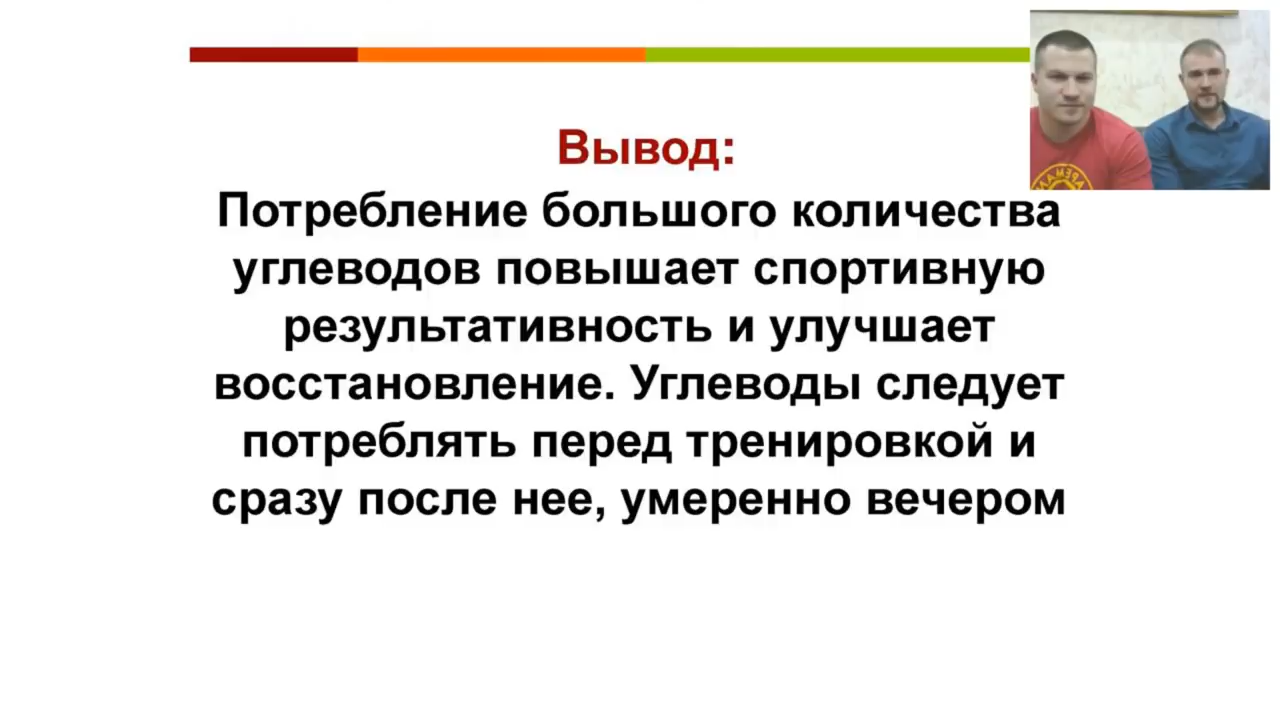 Вывод:
Потребление большого количества
углеводов повышает спортивную
результативность и улучшает
восстановление. Углеводы следует
потреблять перед тренировкой и
сразу после нее, умеренно вечером